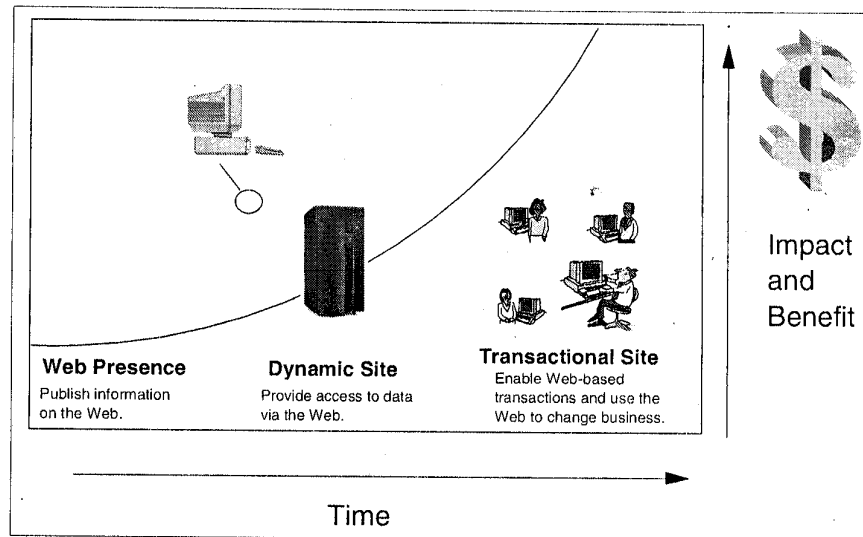 Web Presence
Publish information
on the Web.
Dynamic Site
Provide access to data
via the Web.
Transactional Site
Enable Web-based
transactions and use the
Web to change business.
$
Impact
and
Benefit
Time